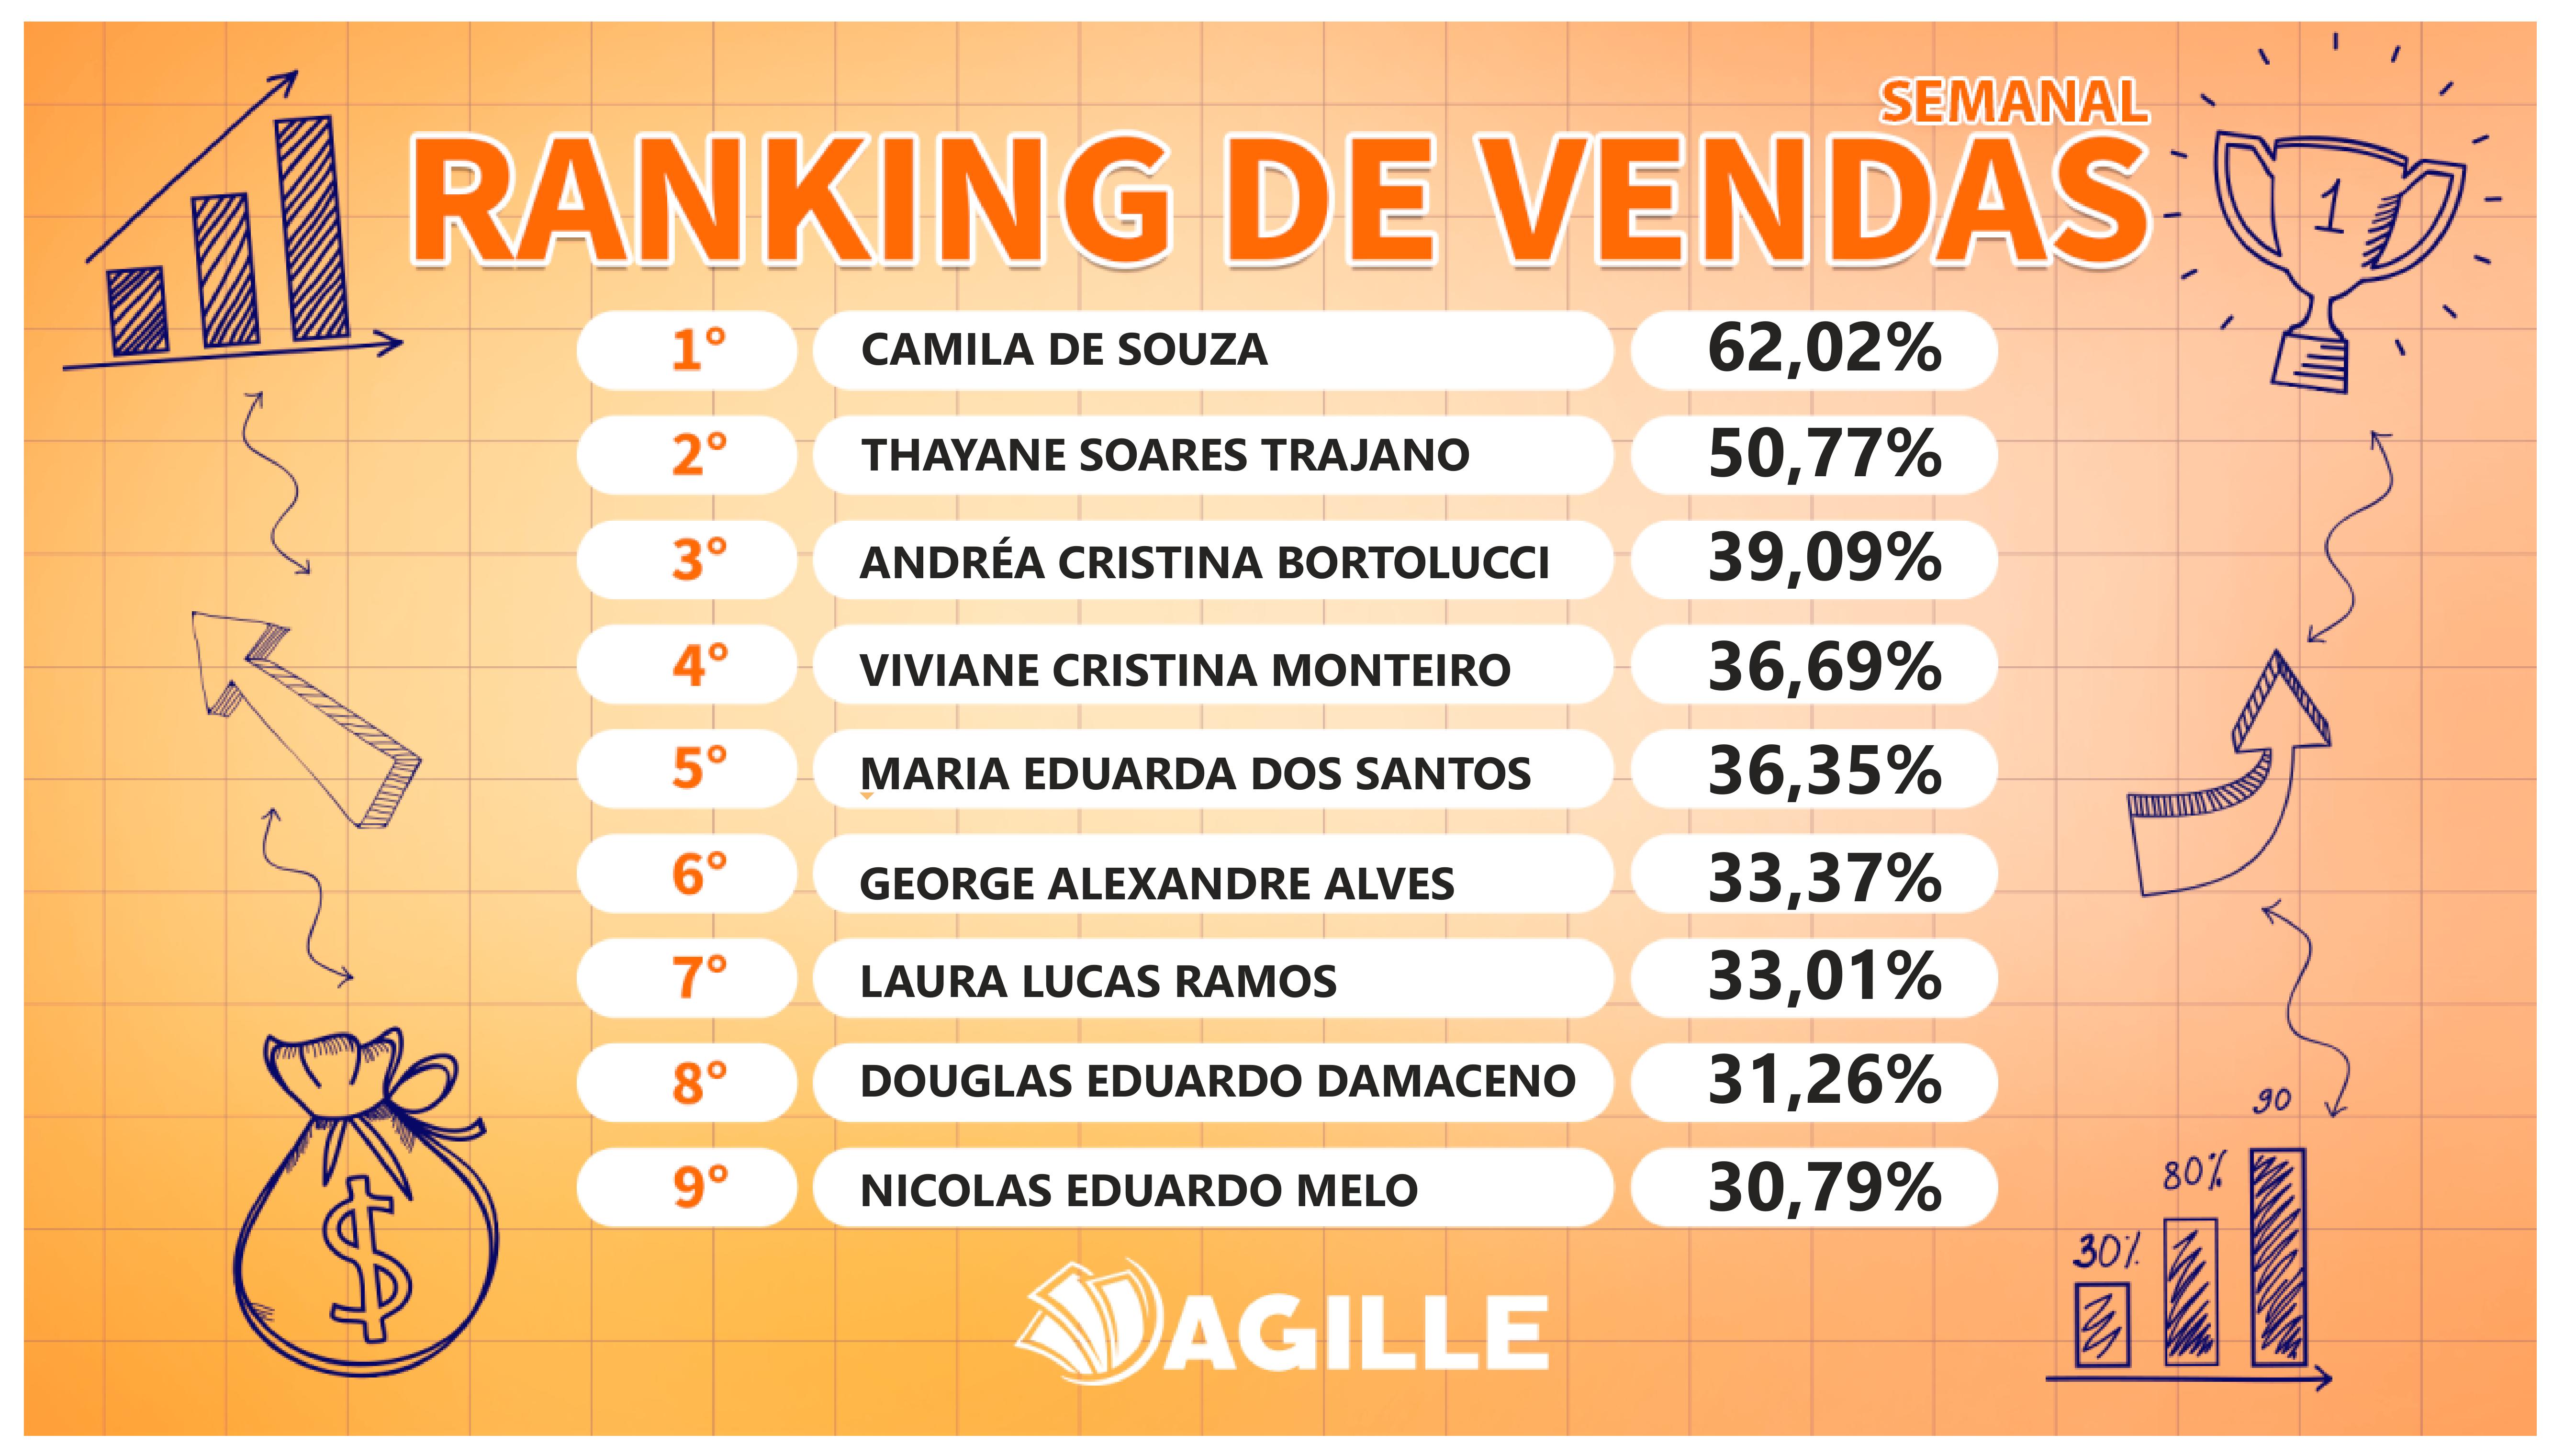 SEMANAL
RANKING DE VENDAS
1
1° CAMILA DE SOUZA 62,02%
2° THAYANE SOARES TRAJANO 50,77%
3° ANDRÉA CRISTINA BORTOLUCCI 39,09%
4° VIVIANE CRISTINA MONTEIRO 36,69%
5° MARIA EDUARDA DOS SANTOS 36,35%
6° GEORGE ALEXANDRE ALVES 33,37%
7° LAURA LUCAS RAMOS 33,01%
8° DOUGLAS EDUARDO DAMACENO 31,26%
9° NICOLAS EDUARDO MELO 30,79%
90
80%
30%
$
AGILLE